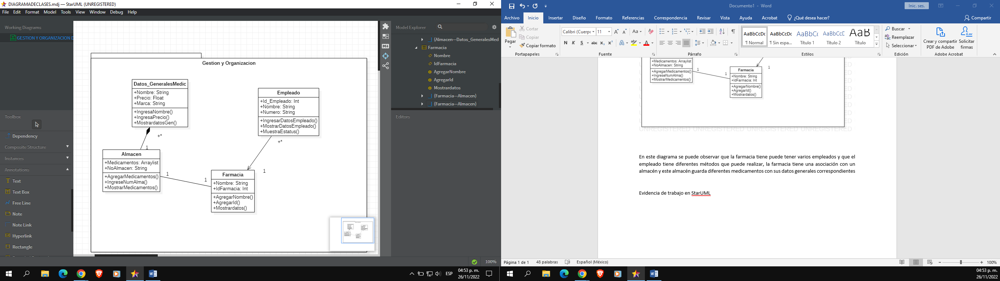 DIAGRAMADECLASES.mdj — StarUML (UNREGISTERED)
File Edit Format Model Tools View Window Debug Help
Working Diagrams
GESTION Y ORGANIZACION D
Toolbox
Dependency
Composite Structure
Instances
Annotations
Text
Text Box
Free Line
Note
Note Link
Hyperlink
Rectangle
Gestion y Organizacion
Datos_GeneralesMedic
+Nombre: String
+Precio: Float
+Marca: String
+IngresaNombre()
+IngresaPrecio()
+MostrardatosGen()
+*
1
Empleado
+Id_Empleado: Int
+Nombre: String
+Numero: String
+IngresarDatosEmpleado()
+MostrarDatosEmpleado()
+MuestraEstatus()
+*
1
Almacen
+Medicamentos: Arraylist
+NoAlmacen: String
+AgregarMedicamentos()
+IngreseNumAlma()
+MostrarMedicamentos()
1
1
Farmacia
+Nombre: String
+IdFarmacia: Int
+AgregarNombre()
+AgregarId()
+Mostrardatos()
Model Explorer
(Almacen—Datos_GeneralesMed
Farmacia
Nombre
IdFarmacia
AgregarNombre
AgregarId
Mostrardatos
(Farmacia—Almacen)
(Farmacia—Almacen)
Editors
100%
ESP
04:53 p. m.
26/11/2022
Documento1 - Word
Inic. ses.
Archivo Inicio Insertar Diseño Formato Referencias Correspondencia Revisar Vista Ayuda Acrobat ¿Qué desea hacer? Compartir
Pegar
Cortar
Copiar
Copiar formato
Portapapeles
Calibri (Cuerpo 11
N K S abc x₂ x²
Fuente
Párrafo
AaBbCcDc AaBbCcDc AaBbCc AaBbCcD AaB
¶ Normal ¶ Sin espa... Título 1 Título 2 Título
Estilos
Buscar
Reemplazar
Seleccionar
Edición
Crear y compartir PDF de Adobe
Solicitar firmas
Adobe Acrobat
+Medicamentos: Arraylist
+NoAlmacen: String
+AgregarMedicamentos()
+IngreseNumAlma()
+MostrarMedicamentos()
1
1
1
Farmacia
+Nombre: String
+IdFarmacia: Int
+AgregarNombre()
+AgregarId()
+Mostrardatos()
UNREGISTERED UNREGISTERED UNREGISTERED UNREGISTERED
En este diagrama se puede observar que la farmacia tiene puede tener varios empleados y que el
empleado tiene diferentes métodos que puede realizar, la farmacia tiene una asociación con un
almacén y este almacén guarda diferentes medicamentos con sus datos generales correspondientes
Evidencia de trabajo en StarUML
Página 1 de 1 48 palabras Español (México)
100%
04:53 p. m.
26/11/2022